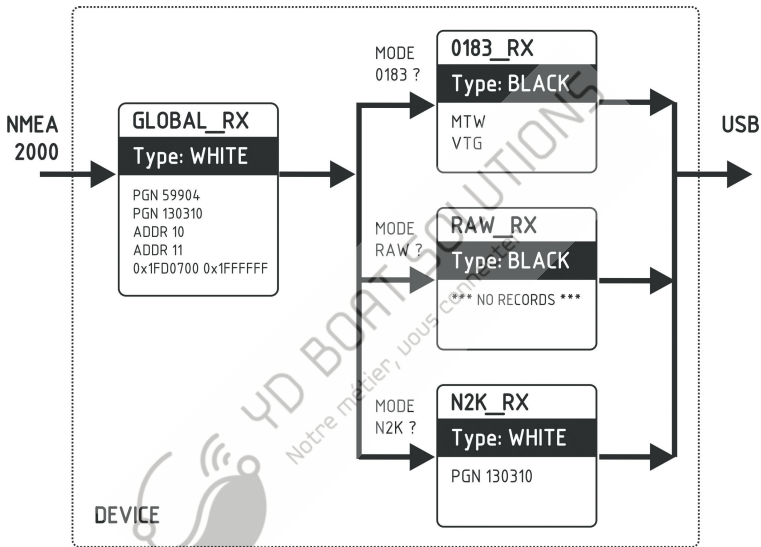 NMEA
2000
GLOBAL_RX
Type: WHITE
PGN 59904
PGN 130310
ADDR 10
ADDR 11
0x1FD0700 0x1FFFFFF
MODE
0183 ?
0183_RX
Type: BLACK
MTW
VTG
MODE
RAW ?
RAW_RX
Type: BLACK
*** NO RECORDS ***
MODE
N2K ?
N2K_RX
Type: WHITE
PGN 130310
USB
DEVICE
YD BOAT SOLUTIONS
Notre métier, vous connecter